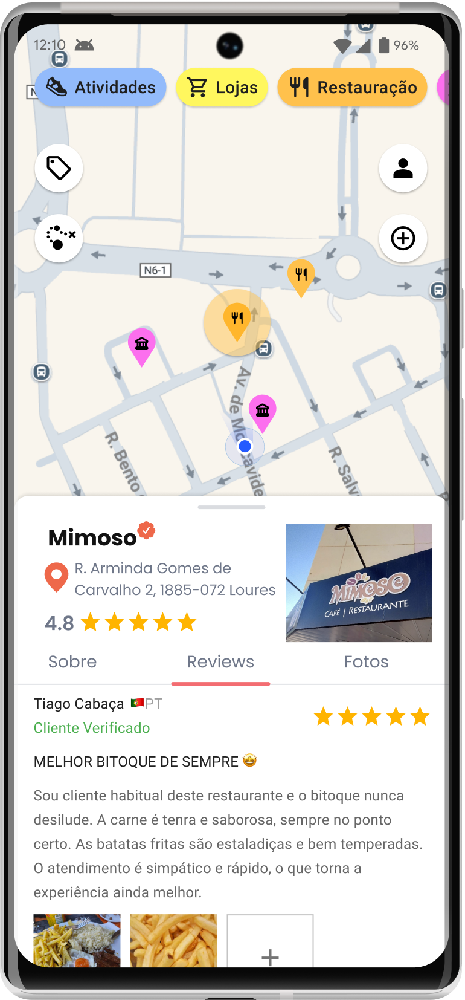 12:10
96%
Atividades
Lojas
Restauração
N6-1
Av. de Mo
cavide
R. Bento
R. Salv
Mimoso
R. Arminda Gomes de
Carvalho 2, 1885-072 Loures
MIMOSO
CAFÉ | RESTAURANTE
4.8
Sobre
Reviews
Fotos
Tiago Cabaça 🇵🇹PT
Cliente Verificado
MELHOR BITOQUE DE SEMPRE 🤩
Sou cliente habitual deste restaurante e o bitoque nunca
desilude. A carne é tenra e saborosa, sempre no ponto
certo. As batatas fritas são estaladiças e bem temperadas.
O atendimento é simpático e rápido, o que torna a
experiência ainda melhor.